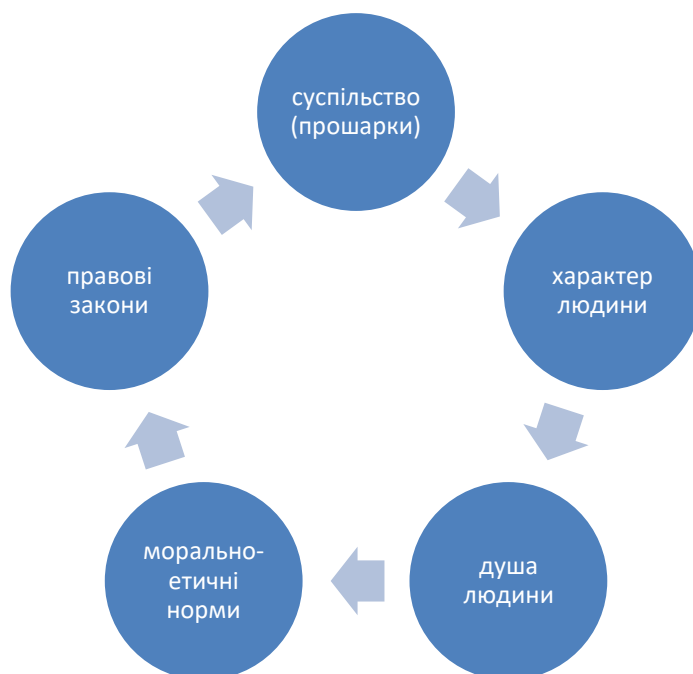 суспільство
(прошарки)
характер
людини
душа
людини
морально-
етичні
норми
правові
закони